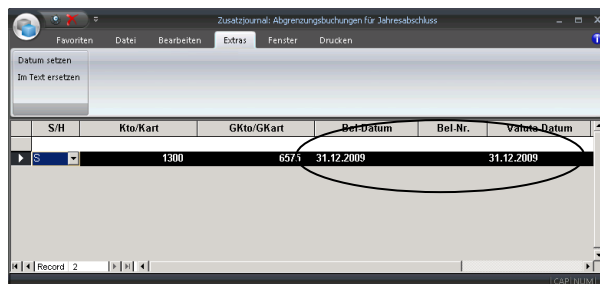 Zusatzjournal: Abgrenzungsbuchungen für Jahresabschluss
Favoriten Datei Bearbeiten Extras Fenster Drucken
Datum setzen
Im Text ersetzen
S/H Kto/Kart GKto/GKart Bel-Datum Bel-Nr. Valuta-Datum
S 1300 6575 31.12.2009 31.12.2009
Record 2
CAP NUM